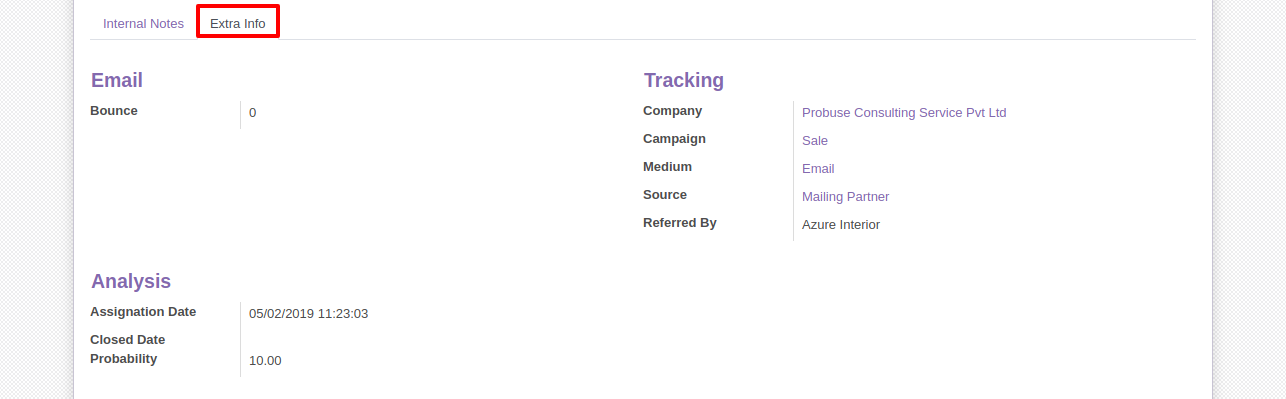 Internal Notes Extra Info
Email
Bounce 0
Tracking
Company Probuse Consulting Service Pvt Ltd
Campaign Sale
Medium Email
Source Mailing Partner
Referred By Azure Interior
Analysis
Assignation Date 05/02/2019 11:23:03
Closed Date
Probability 10.00